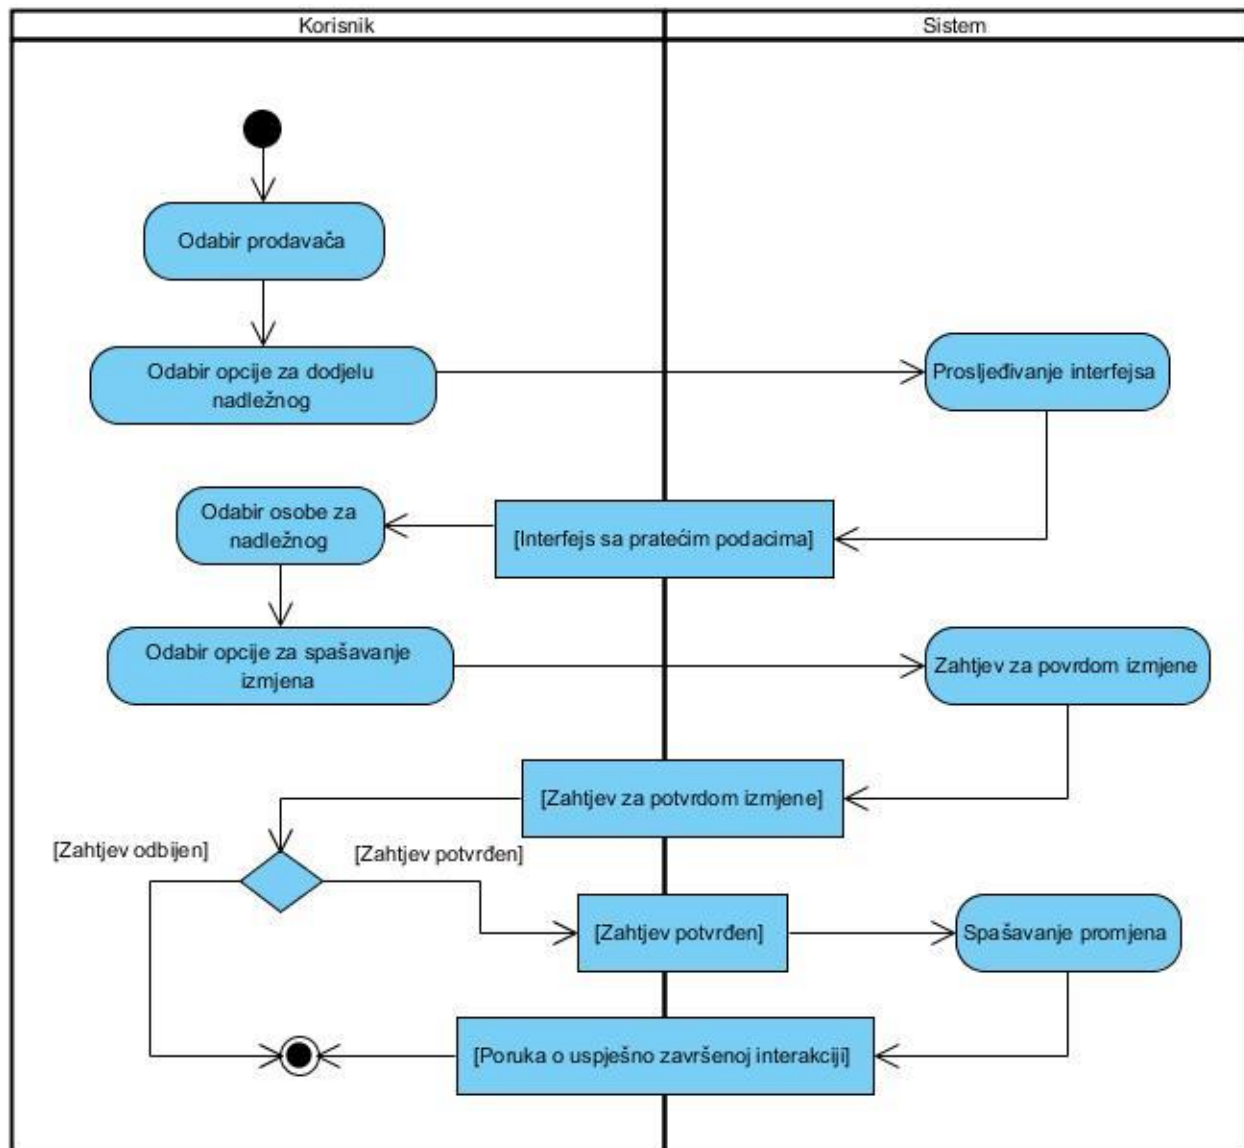 Korisnik
Sistem
Odabir prodavača
Odabir opcije za dodjelu
nadležnog
Prosljeđivanje interfejsa
Odabir osobe za
nadležnog
[Interfejs sa pratećim podacima]
Odabir opcije za spašavanje
izmjena
Zahtjev za povrdom izmjene
[Zahtjev za potvrdom izmjene]
[Zahtjev odbijen]
[Zahtjev potvrđen]
[Zahtjev potvrđen]
Spašavanje promjena
[Poruka o uspješno završenoj interakciji]